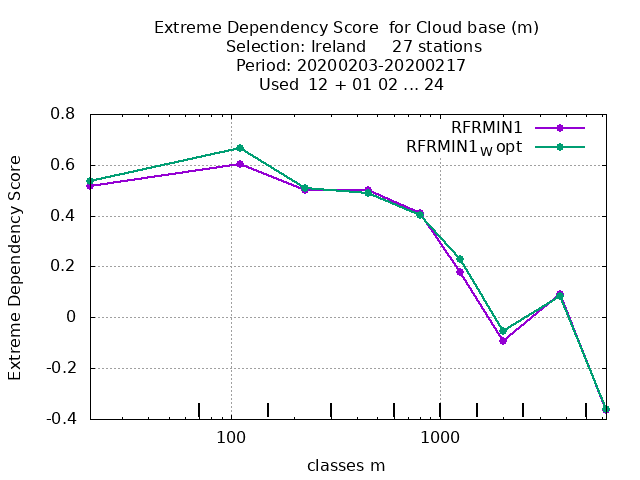 Extreme Dependency Score  for Cloud base (m)
Selection: Ireland     27 stations
Period: 20200203-20200217
Used  12 + 01 02 ... 24
RFRMIN1
RFRMIN1W opt
Extreme Dependency Score
0.8
0.6
0.4
0.2
0
-0.2
-0.4
100
1000
classes m